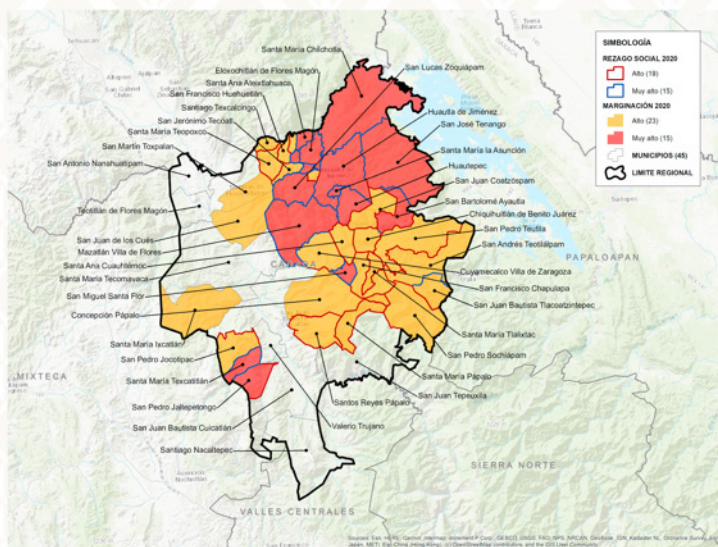 Santa María Chilchotla
Eloxochitlán de Flores Magón
Santa Ana Ateixtlahuaca
San Lucas Zoquiápam
San Francisco Huehuetlán
Santiago Texcalcingo
San Jerónimo Tecóatl
Santa María Teopoxco
San Martín Toxpalan
San Antonio Nanahuatipam
Huautla de Jiménez
San José Tenango
Santa María la Asunción
Huautepec
San Juan Coatzóspam
San Bartolomé Ayautla
Chiquihuitlán de Benito Juárez
San Pedro Teutila
San Andrés Teotilálpam
Teotitlán de Flores Magón
San Juan de los Cués
Mazatlán Villa de Flores
Santa Ana Cuauhtémoc
Santa María Tecomavaca
San Miguel Santa Flor
Concepción Pápalo
Cuyamecalco Villa de Zaragoza
San Francisco Chapulapa
San Juan Bautista Tlacoatzintepec
Santa María Tlalixtac
San Pedro Sochiápam
Santa María Pápalo
San Juan Tepeuxila
Santa María Ixcatlán
San Pedro Jocotipac
Santa María Texcatitlán
San Pedro Jaltepetongo
San Juan Bautista Cuicatlán
Santiago Nacaltepec
Santos Reyes Pápalo
Valerio Trujano
MIXTECA
PAPALOAPAN
SIERRA NORTE
VALLES CENTRALES
SIMBOLOGÍA
REZAGO SOCIAL 2020
Alto (18)
Muy alto (15)
MARGINACIÓN 2020
Alto (23)
Muy alto (15)
MUNICIPIOS (45)
LIMITE REGIONAL